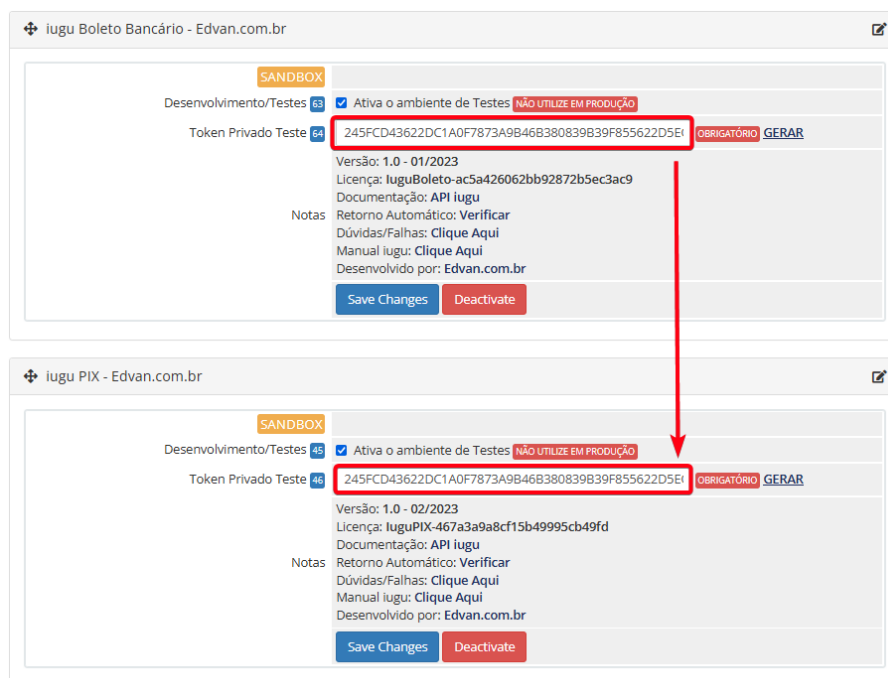 iugu Boleto Bancário - Edvan.com.br
SANDBOX
Desenvolvimento/Testes 63 Ativa o ambiente de Testes NÃO UTILIZE EM PRODUÇÃO
Token Privado Teste 64 245FCD43622DC1A0F7873A9B46B380839B39F855622D5E OBRIGATÓRIO GERAR
Versão: 1.0 - 01/2023
Licença: IuguBoleto-ac5a426062bb92872b5ec3ac9
Documentação: API iugu
Notas Retorno Automático: Verificar
Dúvidas/Falhas: Clique Aqui
Manual iugu: Clique Aqui
Desenvolvido por: Edvan.com.br
Save Changes Deactivate
iugu PIX - Edvan.com.br
SANDBOX
Desenvolvimento/Testes 45 Ativa o ambiente de Testes NÃO UTILIZE EM PRODUÇÃO
Token Privado Teste 46 245FCD43622DC1A0F7873A9B46B380839B39F855622D5E OBRIGATÓRIO GERAR
Versão: 1.0 - 02/2023
Licença: IuguPIX-467a3a9a8cf15b49995cb49fd
Documentação: API iugu
Notas Retorno Automático: Verificar
Dúvidas/Falhas: Clique Aqui
Manual iugu: Clique Aqui
Desenvolvido por: Edvan.com.br
Save Changes Deactivate